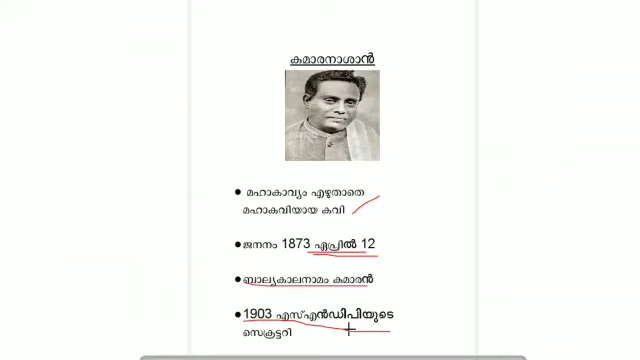 കുമാരനാശാൻ
• മഹാകാവ്യം എഴുതാതെ
മഹാകവിയായ കവി
• ജനനം 1873 ഏപ്രിൽ 12
• ബാല്യകാലനാമം കുമാരൻ
• 1903 എസ്എൻഡിപിയുടെ
സെക്രട്ടറി